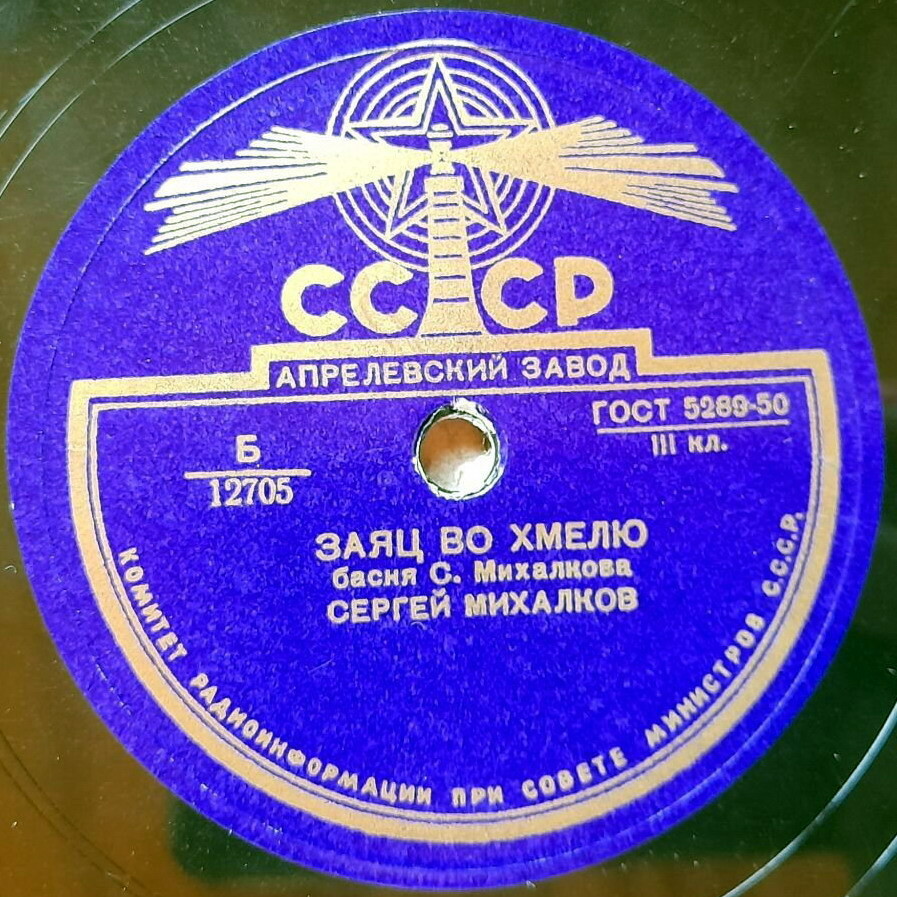 СССР
АПРЕЛЕВСКИЙ ЗАВОД
ГОСТ 5289-50
III кл.
Б
12705
ЗАЯЦ ВО ХМЕЛЮ
басня С. Михалкова
СЕРГЕЙ МИХАЛКОВ
КОМИТЕТ РАДИОИНФОРМАЦИИ ПРИ СОВЕТЕ МИНИСТРОВ С.С.С.Р.